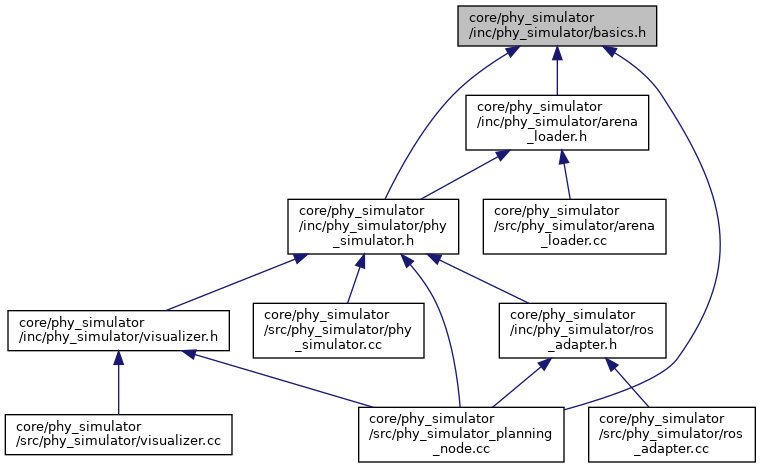 core/phy_simulator
/inc/phy_simulator/basics.h
core/phy_simulator
/inc/phy_simulator/arena
_loader.h
core/phy_simulator
/inc/phy_simulator/phy
_simulator.h
core/phy_simulator
/src/phy_simulator/arena
_loader.cc
core/phy_simulator
/inc/phy_simulator/visualizer.h
core/phy_simulator
/src/phy_simulator/phy
_simulator.cc
core/phy_simulator
/inc/phy_simulator/ros
_adapter.h
core/phy_simulator
/src/phy_simulator/visualizer.cc
core/phy_simulator
/src/phy_simulator_planning
_node.cc
core/phy_simulator
/src/phy_simulator/ros
_adapter.cc